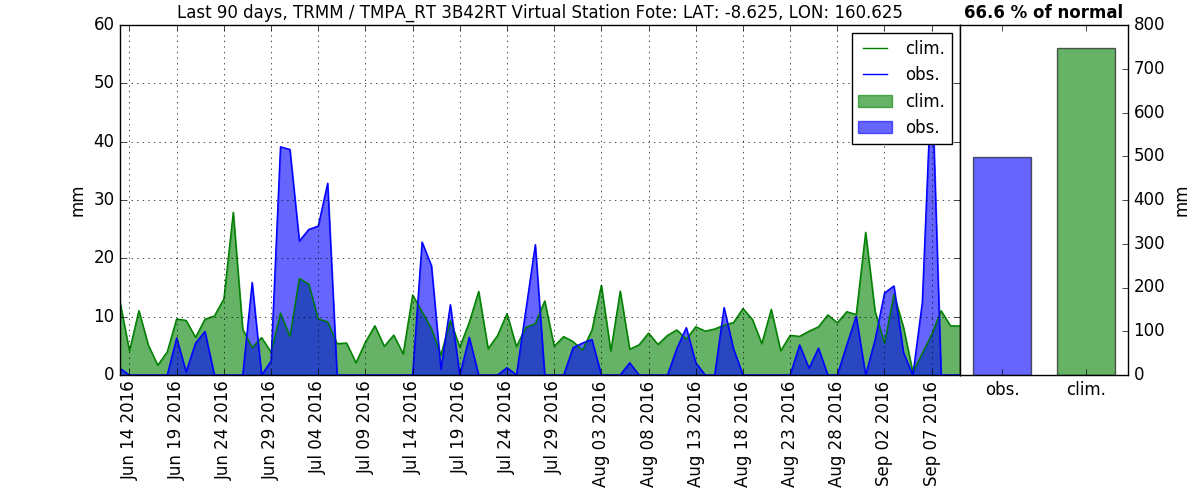 Last 90 days, TRMM / TMPA_RT 3B42RT Virtual Station Fote: LAT: -8.625, LON: 160.625
66.6 % of normal
60
50
40
30
20
10
0
mm
clim.
obs.
clim.
obs.
Jun 14 2016
Jun 19 2016
Jun 24 2016
Jun 29 2016
Jul 04 2016
Jul 09 2016
Jul 14 2016
Jul 19 2016
Jul 24 2016
Jul 29 2016
Aug 03 2016
Aug 08 2016
Aug 13 2016
Aug 18 2016
Aug 23 2016
Aug 28 2016
Sep 02 2016
Sep 07 2016
obs.
clim.
800
700
600
500
400
300
200
100
0
mm